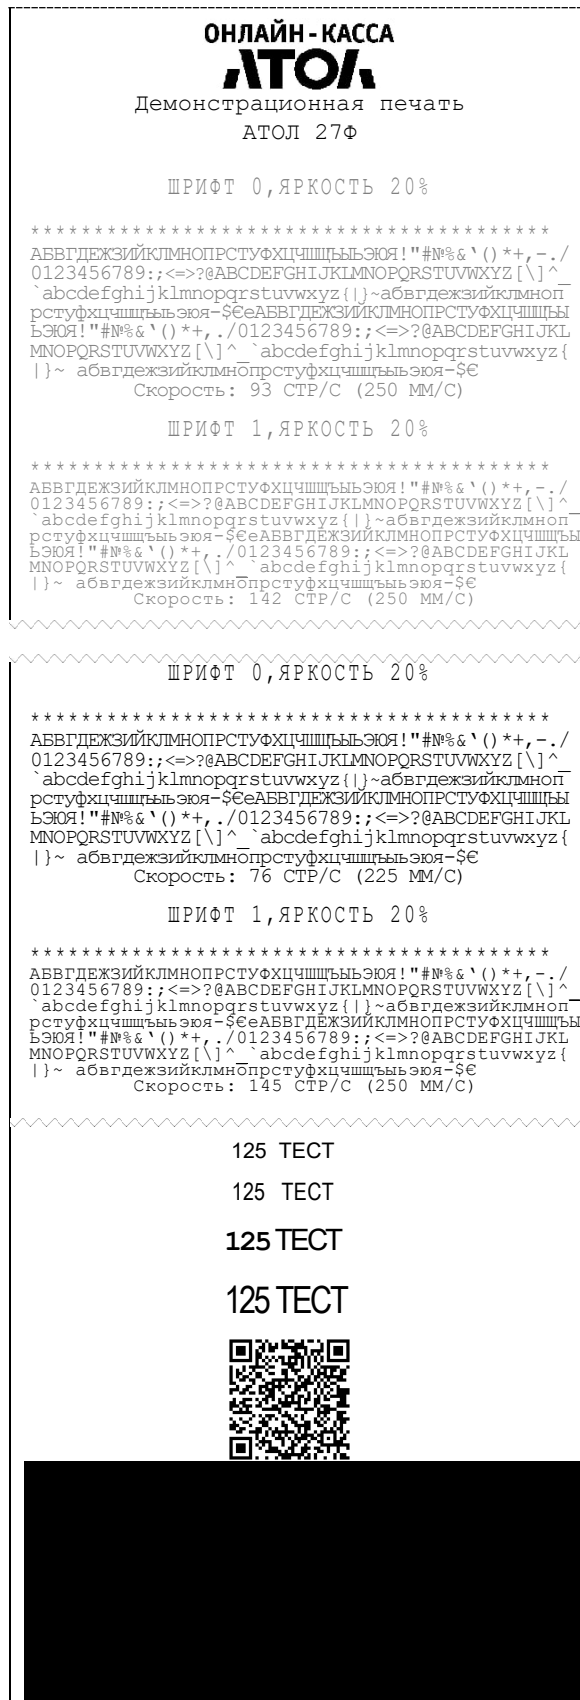 ОНЛАЙН-КАССА
АТОЛ
Демонстрационная печать
АТОЛ 27Ф
ШРИФТ 0,ЯРКОСТЬ 20%
*****************************************
АБВГДЕЖЗИЙКЛМНОПРСТУФХЦЧШЩЪЫЬЭЮЯ!"#№%&‵()*+,-./
0123456789:;<=>?@ABCDEFGHIJKLMNOPQRSTUVWXYZ[\]^_
`abcdefghijklmnopqrstuvwxyz{|}~абвгдежзийклмноп
рстуфхцчшщъыьэюя-$€eАБВГДЕЖЗИЙКЛМНОПРСТУФХЦЧШЩЪЫ
ЬЭЮЯ!"#№%&‵()*+,./0123456789:;<=>?@ABCDEFGHIJKL
MNOPQRSTUVWXYZ[\]^_`abcdefghijklmnopqrstuvwxyz{
|}~ абвгдежзийклмнопрстуфхцчшщъыьэюя-$€
Скорость: 93 СТР/С (250 ММ/С)
ШРИФТ 1,ЯРКОСТЬ 20%
*****************************************
АБВГДЕЖЗИЙКЛМНОПРСТУФХЦЧШЩЪЫЬЭЮЯ!"#№%&‵()*+,-./
0123456789:;<=>?@ABCDEFGHIJKLMNOPQRSTUVWXYZ[\]^_
`abcdefghijklmnopqrstuvwxyz{|}~абвгдежзийклмноп
рстуфхцчшщъыьэюя-$€eАБВГДЕЖЗИЙКЛМНОПРСТУФХЦЧШЩЪЫ
ЬЭЮЯ!"#№%&‵()*+,./0123456789:;<=>?@ABCDEFGHIJKL
MNOPQRSTUVWXYZ[\]^_`abcdefghijklmnopqrstuvwxyz{
|}~ абвгдежзийклмнопрстуфхцчшщъыьэюя-$€
Скорость: 142 СТР/С (250 ММ/С)
ШРИФТ 0,ЯРКОСТЬ 20%
*****************************************
АБВГДЕЖЗИЙКЛМНОПРСТУФХЦЧШЩЪЫЬЭЮЯ!"#№%&‵()*+,-./
0123456789:;<=>?@ABCDEFGHIJKLMNOPQRSTUVWXYZ[\]^_
`abcdefghijklmnopqrstuvwxyz{|}~абвгдежзийклмноп
рстуфхцчшщъыьэюя-$€eАБВГДЕЖЗИЙКЛМНОПРСТУФХЦЧШЩЪЫ
ЬЭЮЯ!"#№%&‵()*+,./0123456789:;<=>?@ABCDEFGHIJKL
MNOPQRSTUVWXYZ[\]^_`abcdefghijklmnopqrstuvwxyz{
|}~ абвгдежзийклмнопрстуфхцчшщъыьэюя-$€
Скорость: 76 СТР/С (225 ММ/С)
ШРИФТ 1,ЯРКОСТЬ 20%
*****************************************
АБВГДЕЖЗИЙКЛМНОПРСТУФХЦЧШЩЪЫЬЭЮЯ!"#№%&‵()*+,-./
0123456789:;<=>?@ABCDEFGHIJKLMNOPQRSTUVWXYZ[\]^_
`abcdefghijklmnopqrstuvwxyz{|}~абвгдежзийклмноп
рстуфхцчшщъыьэюя-$€eАБВГДЕЖЗИЙКЛМНОПРСТУФХЦЧШЩЪЫ
ЬЭЮЯ!"#№%&‵()*+,./0123456789:;<=>?@ABCDEFGHIJKL
MNOPQRSTUVWXYZ[\]^_`abcdefghijklmnopqrstuvwxyz{
|}~ абвгдежзийклмнопрстуфхцчшщъыьэюя-$€
Скорость: 145 СТР/С (250 ММ/С)
125 ТЕСТ
125 ТЕСТ
125 ТЕСТ
125 ТЕСТ